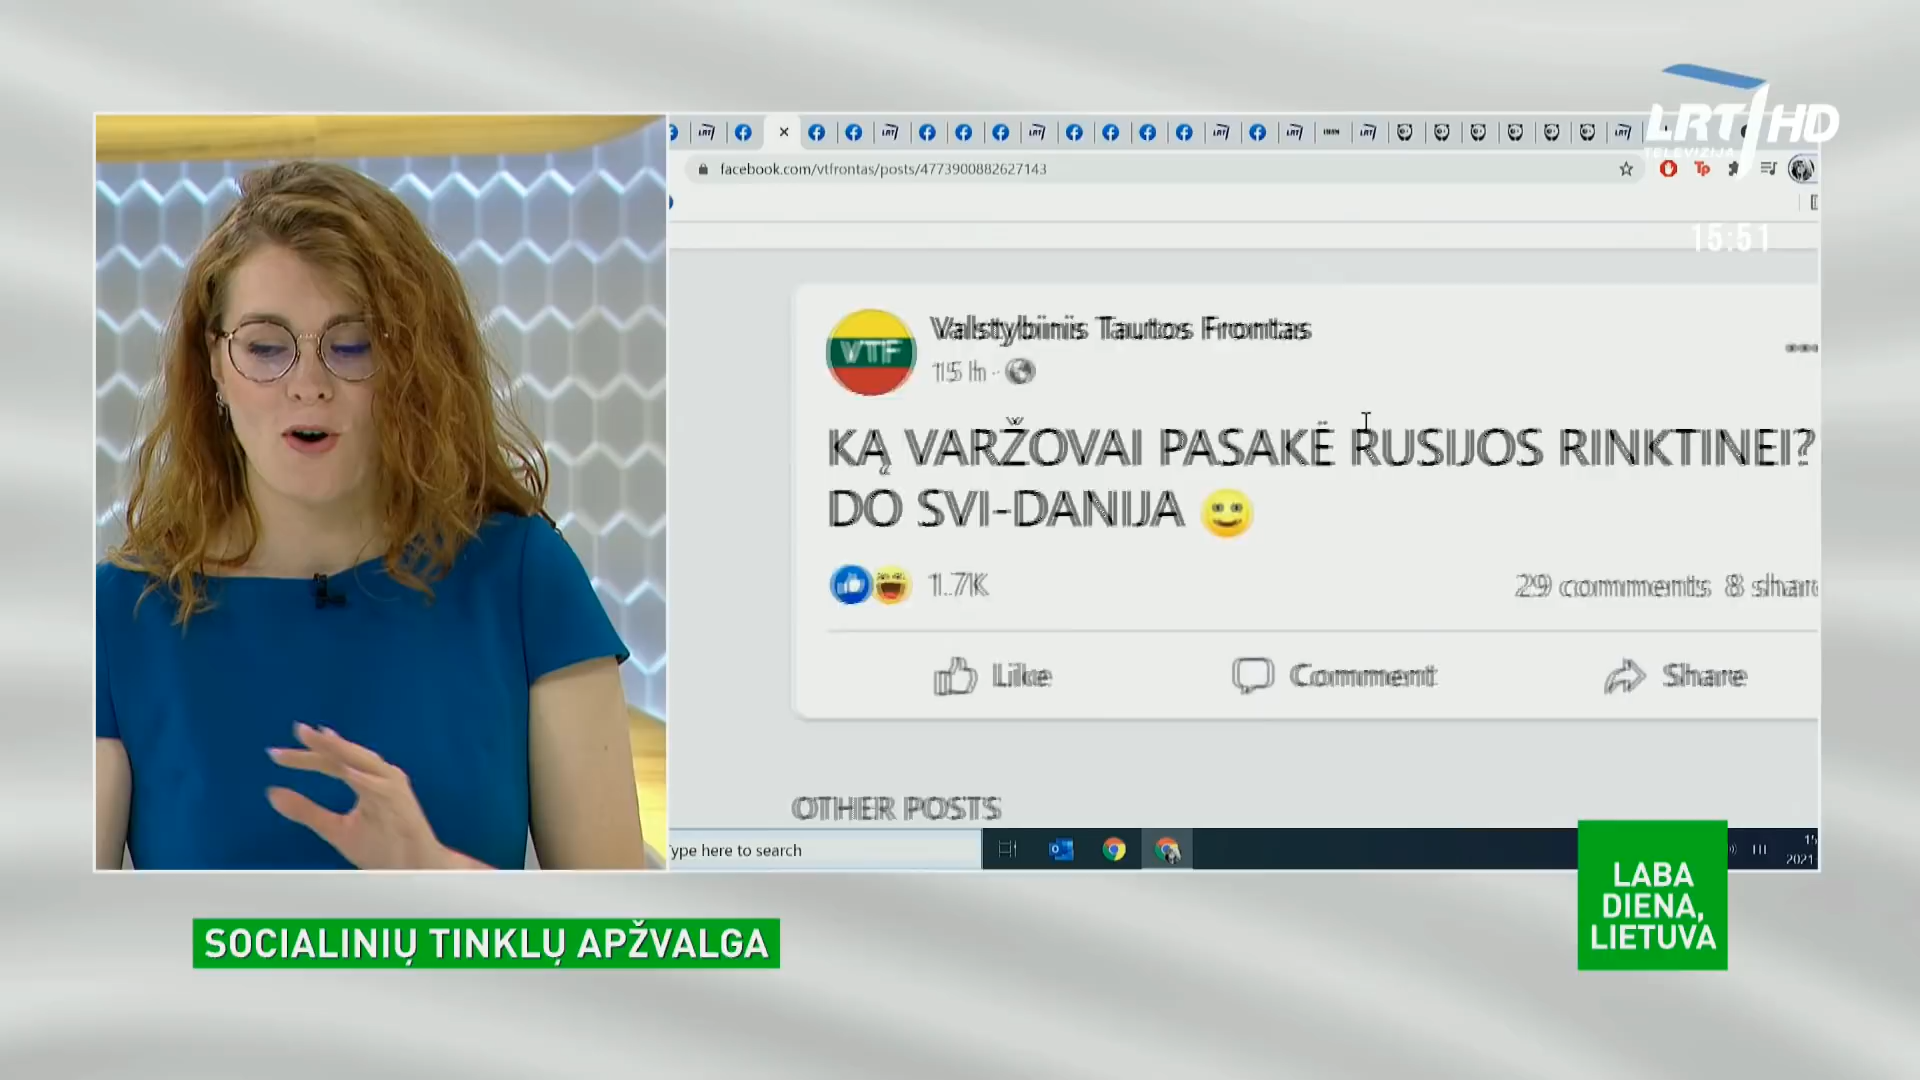 LRT HD
TELEVIZIJA
facebook.com/vtfrontas/posts/4773900882627143
15:51
VTF
Valstybinis Tautos Frontas
15 h
KĄ VARŽOVAI PASAKĖ RUSIJOS RINKTINEI?
DO SVI-DANIJA
1.7K
29 comments 8 share
Like
Comment
Share
OTHER POSTS
ype here to search
2021
LABA
DIENA,
LIETUVA
SOCIALINIŲ TINKLŲ APŽVALGA